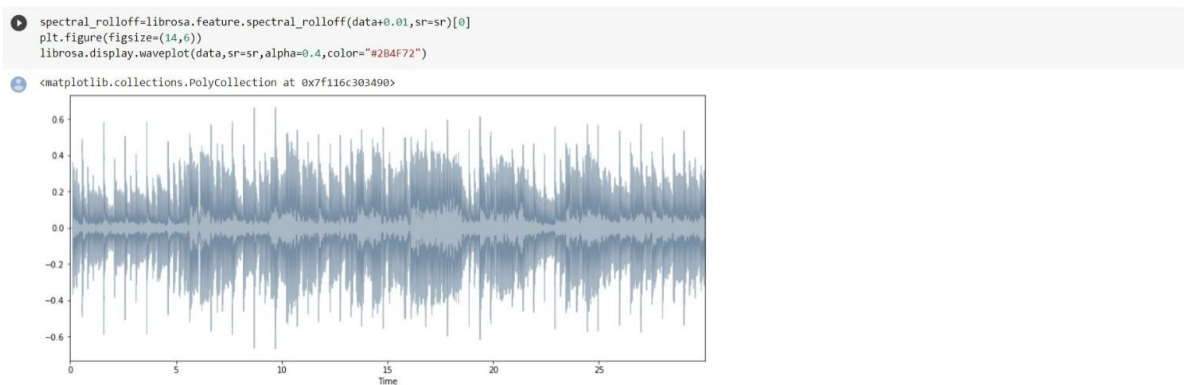 spectral_rolloff=librosa.feature.spectral_rolloff(data+0.01,sr=sr)[0]
plt.figure(figsize=(14,6))
librosa.display.waveplot(data,sr=sr,alpha=0.4,color="#2B4F72")
<matplotlib.collections.PolyCollection at 0x7f116c303490>
0.6
0.4
0.2
0.0
−0.2
−0.4
−0.6
0 5 10 15 20 25
Time